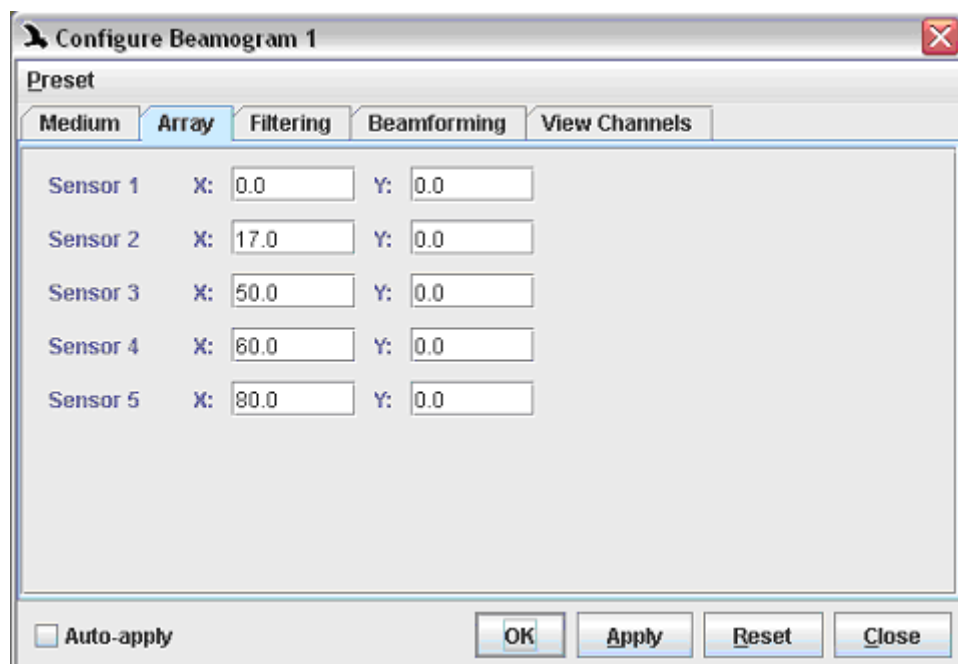 Configure Beamogram 1
Preset
Medium Array Filtering Beamforming View Channels
Sensor 1 X: 0.0 Y: 0.0
Sensor 2 X: 17.0 Y: 0.0
Sensor 3 X: 50.0 Y: 0.0
Sensor 4 X: 60.0 Y: 0.0
Sensor 5 X: 80.0 Y: 0.0
Auto-apply OK Apply Reset Close